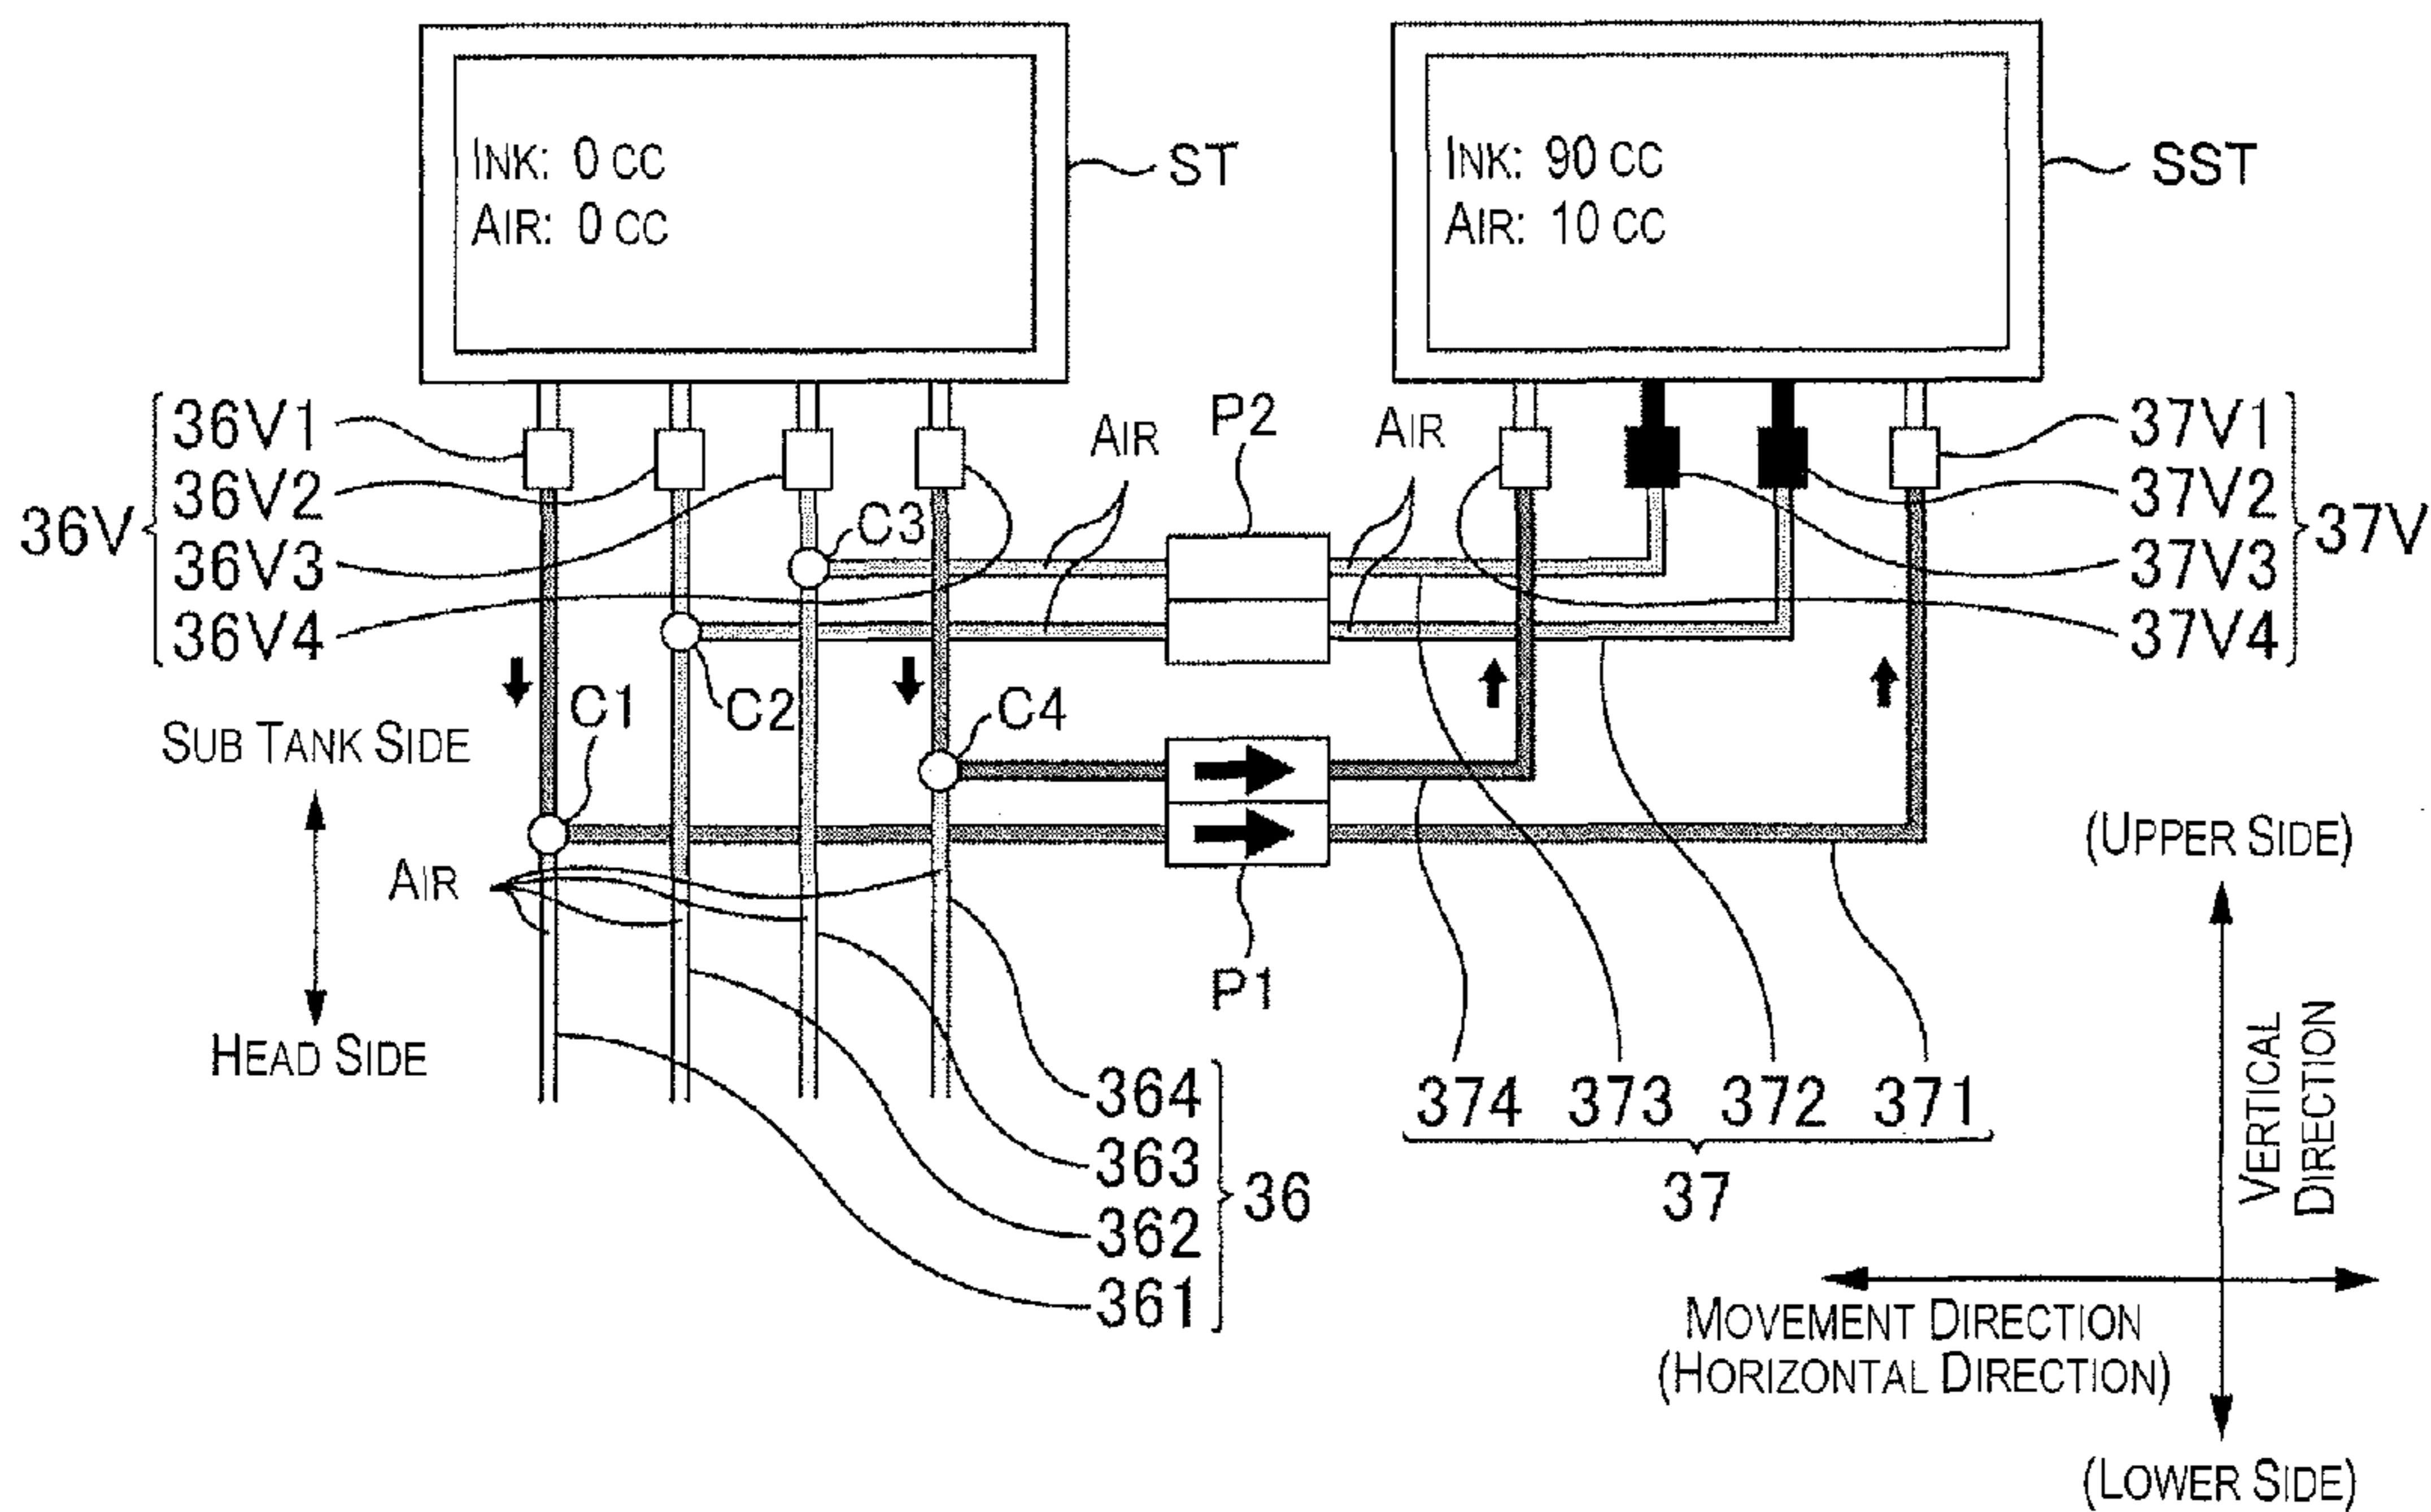 INK: 0 CC
AIR: 0 CC
ST
INK: 90 CC
AIR: 10 CC
SST
36V
36V1
36V2
36V3
36V4
AIR
P2
AIR
37V1
37V2
37V3
37V4
37V
C3
C1
C2
C4
SUB TANK SIDE
AIR
HEAD SIDE
P1
(UPPER SIDE)
364
363
362
361
36
374 373 372 371
37
VERTICAL
DIRECTION
MOVEMENT DIRECTION
(HORIZONTAL DIRECTION)
(LOWER SIDE)